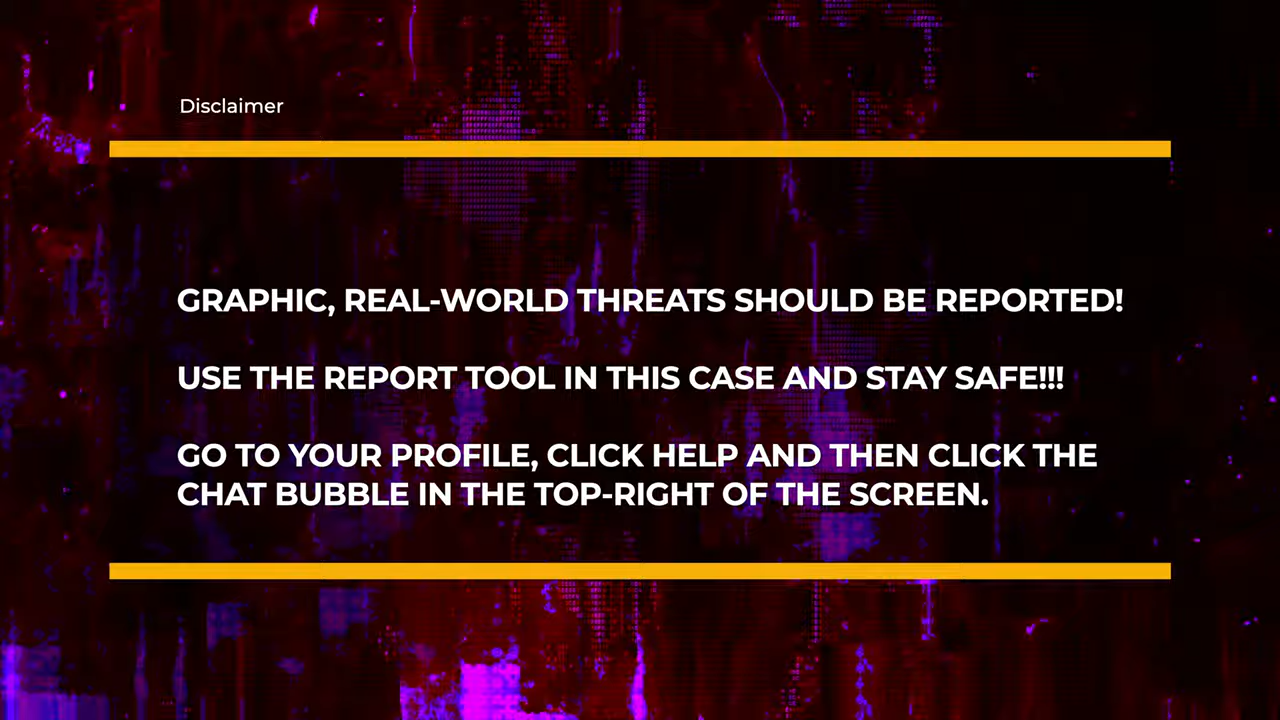 Disclaimer
GRAPHIC, REAL-WORLD THREATS SHOULD BE REPORTED!
USE THE REPORT TOOL IN THIS CASE AND STAY SAFE!!!
GO TO YOUR PROFILE, CLICK HELP AND THEN CLICK THE
CHAT BUBBLE IN THE TOP-RIGHT OF THE SCREEN.